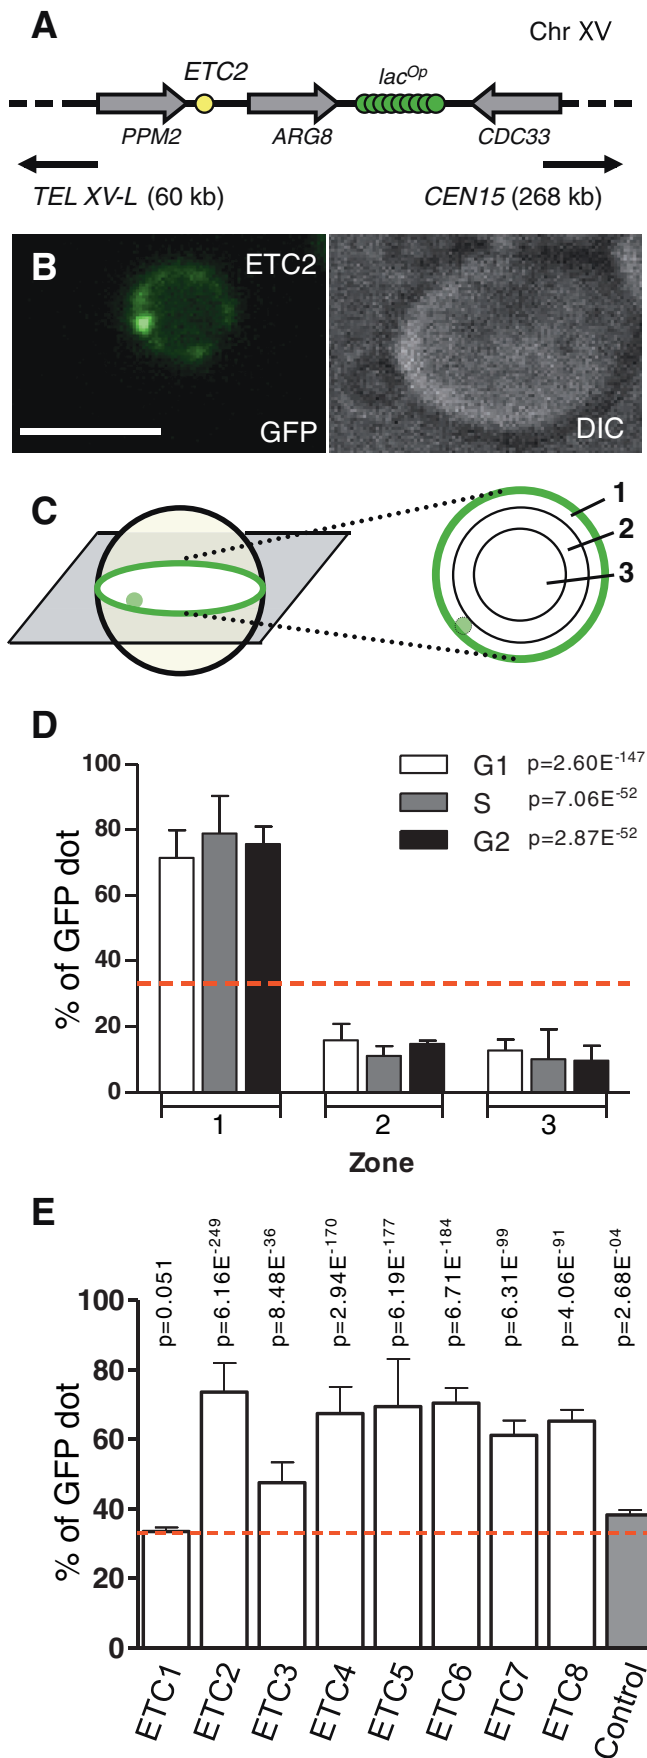 A
Chr XV
ETC2
lacOp
PPM2
ARG8
CDC33
TEL XV-L (60 kb)
CEN15 (268 kb)
B
ETC2
GFP
DIC
C
1
2
3
D
% of GFP dot
100
80
60
40
20
0
G1 p=2.60E-147
S p=7.06E-52
G2 p=2.87E-52
1
2
3
Zone
E
p=0.051
p=6.16E-249
p=8.48E-36
p=2.94E-170
p=6.19E-177
p=6.71E-184
p=6.31E-99
p=4.06E-91
p=2.68E-04
% of GFP dot
100
80
60
40
20
0
ETC1
ETC2
ETC3
ETC4
ETC5
ETC6
ETC7
ETC8
Control